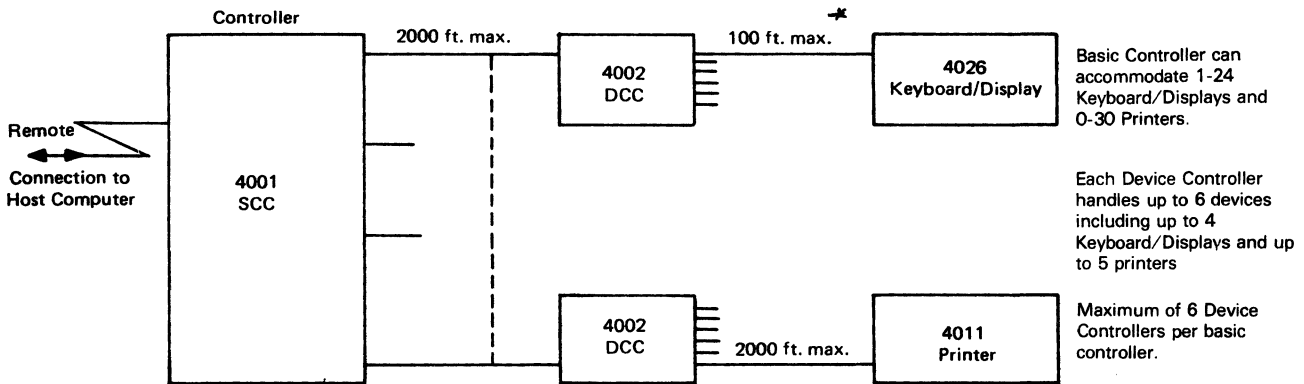 Controller
2000 ft. max.
100 ft. max.
4002
DCC
4026
Keyboard/Display
Basic Controller can
accommodate 1-24
Keyboard/Displays and
0-30 Printers.
Remote
Connection to
Host Computer
4001
SCC
Each Device Controller
handles up to 6 devices
including up to 4
Keyboard/Displays and up
to 5 printers
4002
DCC
2000 ft. max.
4011
Printer
Maximum of 6 Device
Controllers per basic
controller.